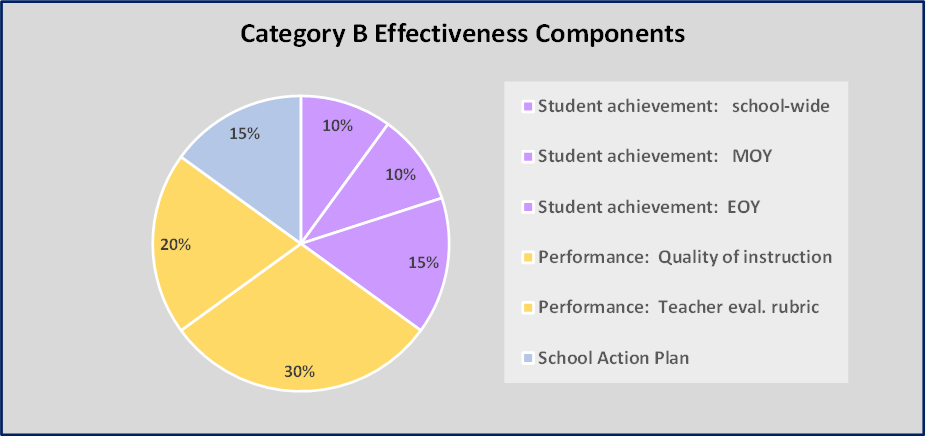 Category B Effectiveness Components
15%
10%
10%
15%
30%
20%
Student achievement: school-wide
Student achievement: MOY
Student achievement: EOY
Performance: Quality of instruction
Performance: Teacher eval. rubric
School Action Plan